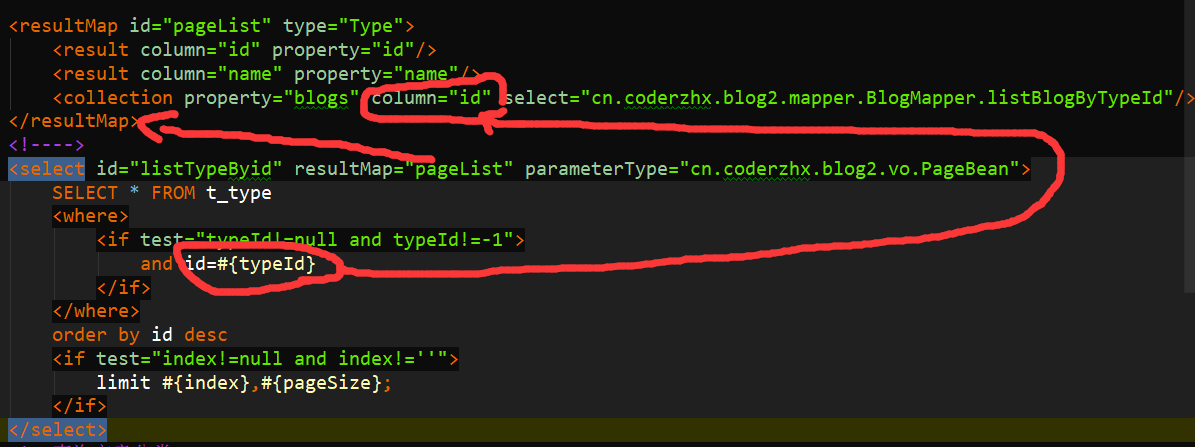 <resultMap id="pageList" type="Type">
<result column="id" property="id"/>
<result column="name" property="name"/>
<collection property="blogs" column="id" select="cn.coderzhx.blog2.mapper.BlogMapper.listBlogByTypeId"/>
</resultMap>
<!---->
<select id="listTypeByid" resultMap="pageList" parameterType="cn.coderzhx.blog2.vo.PageBean">
SELECT * FROM t_type
<where>
<if test="typeId!=null and typeId!=-1">
and id=#{typeId}
</if>
</where>
order by id desc
<if test="index!=null and index!=''">
limit #{index},#{pageSize};
</if>
</select>